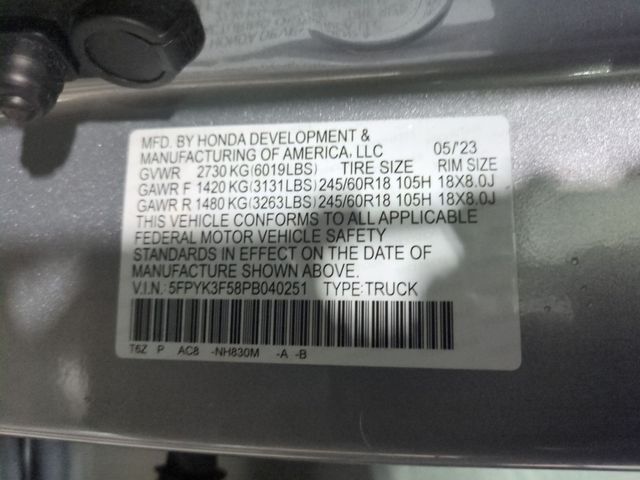 MFD. BY HONDA DEVELOPMENT &
MANUFACTURING OF AMERICA, LLC 05/'23
GVWR 2730 KG(6019LBS) TIRE SIZE RIM SIZE
GAWR F 1420 KG(3131LBS) 245/60R18 105H 18X8.0J
GAWR R 1480 KG(3263LBS) 245/60R18 105H 18X8.0J
THIS VEHICLE CONFORMS TO ALL APPLICABLE
FEDERAL MOTOR VEHICLE SAFETY
STANDARDS IN EFFECT ON THE DATE OF
MANUFACTURE SHOWN ABOVE.
V.I.N.: 5FPYK3F58PB040251 TYPE:TRUCK
T6Z P AC8 -NH830M -A -B